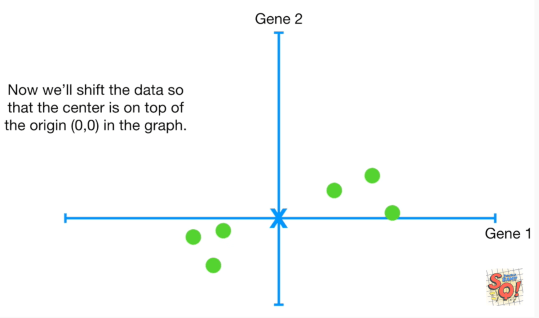 Gene 2
Now we'll shift the data so
that the center is on top of
the origin (0,0) in the graph.
X
Gene 1
SQ!